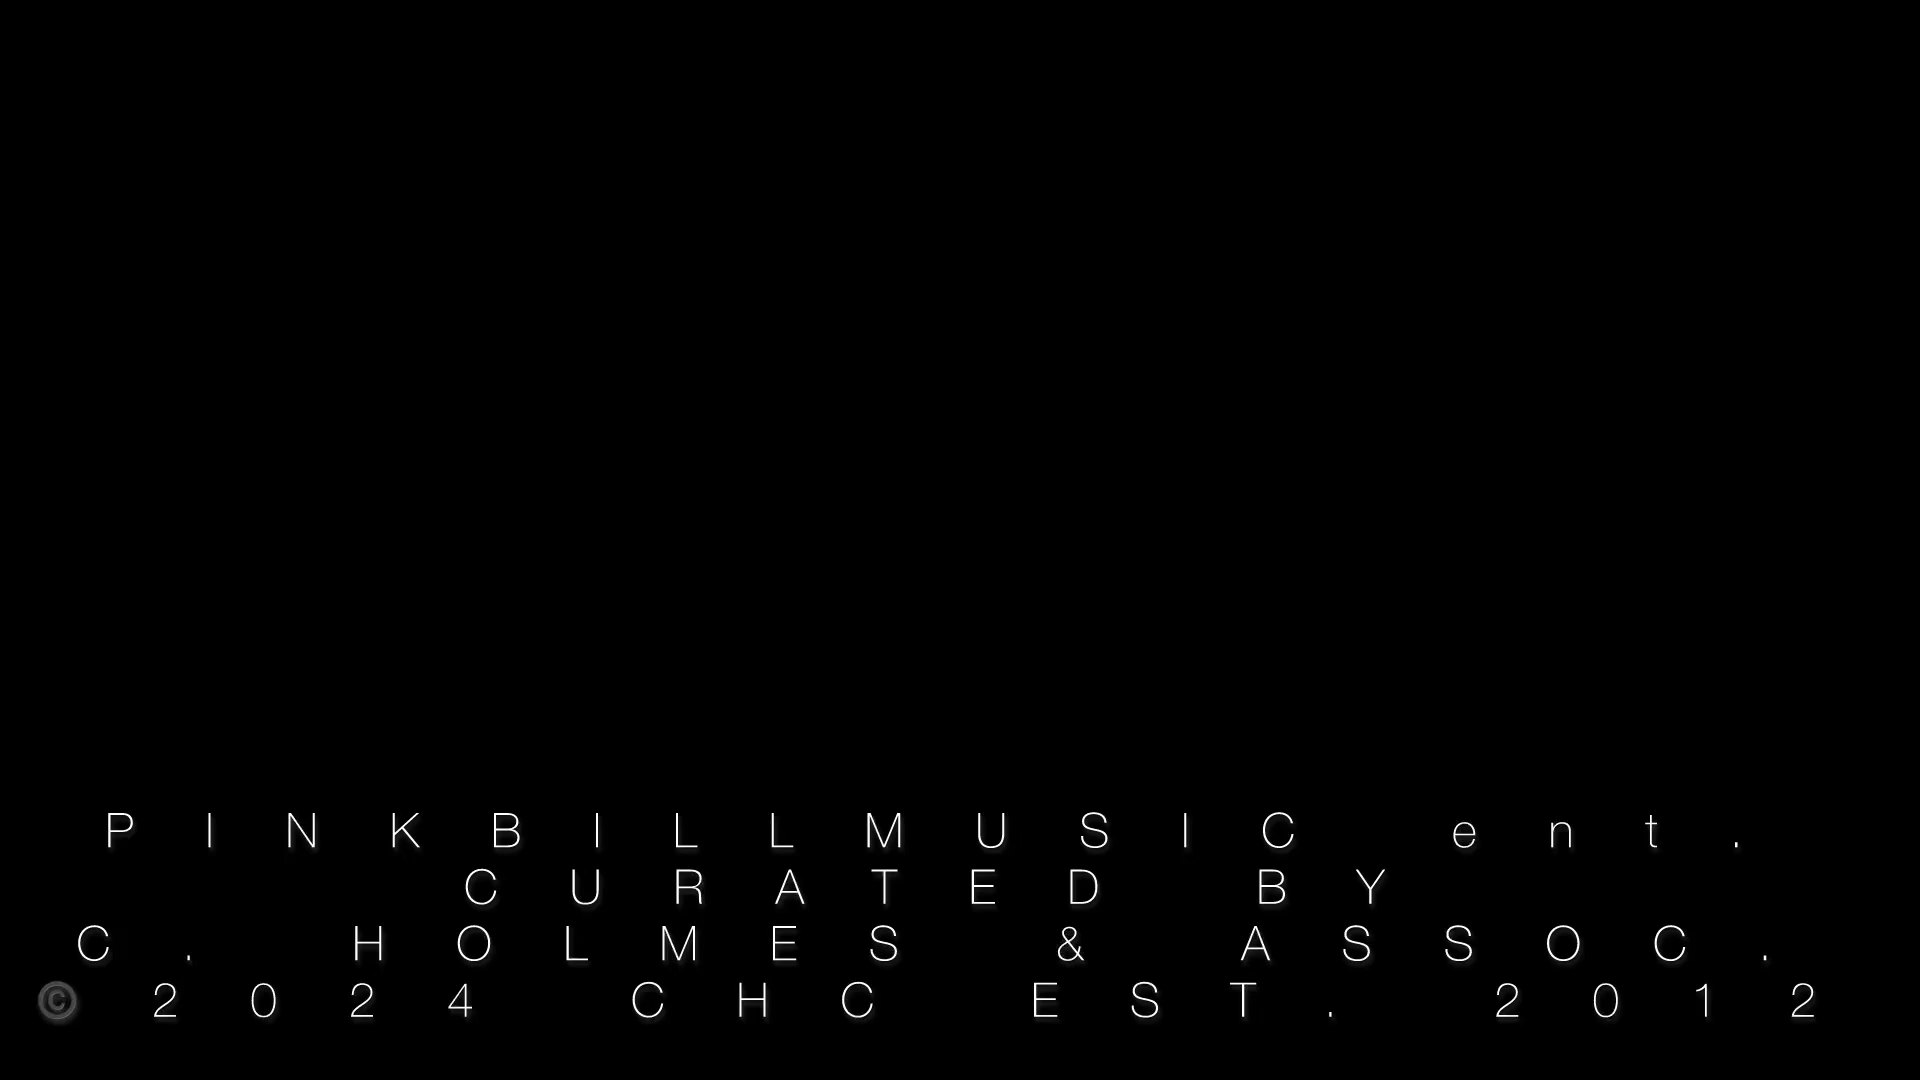 PINKBILLMUSIC ent.
CURATED BY
C. HOLMES & ASSOC.
© 2024 CHC EST. 2012